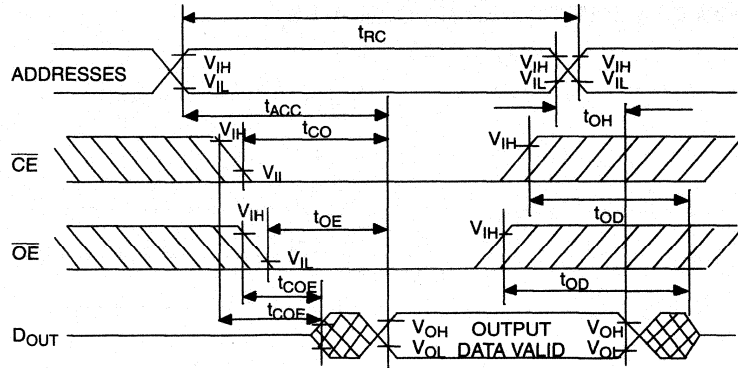 tRC
ADDRESSES
VIH
VIL
VIH
VIL
VIH
VIL
tACC
tOH
tCO
CE
VIH
VIL
VIH
tOD
OE
VIH
VIL
tOE
VIH
tOD
tCOE
tCOE
DOUT
VOH
VOL
OUTPUT
DATA VALID
VOH
VOL